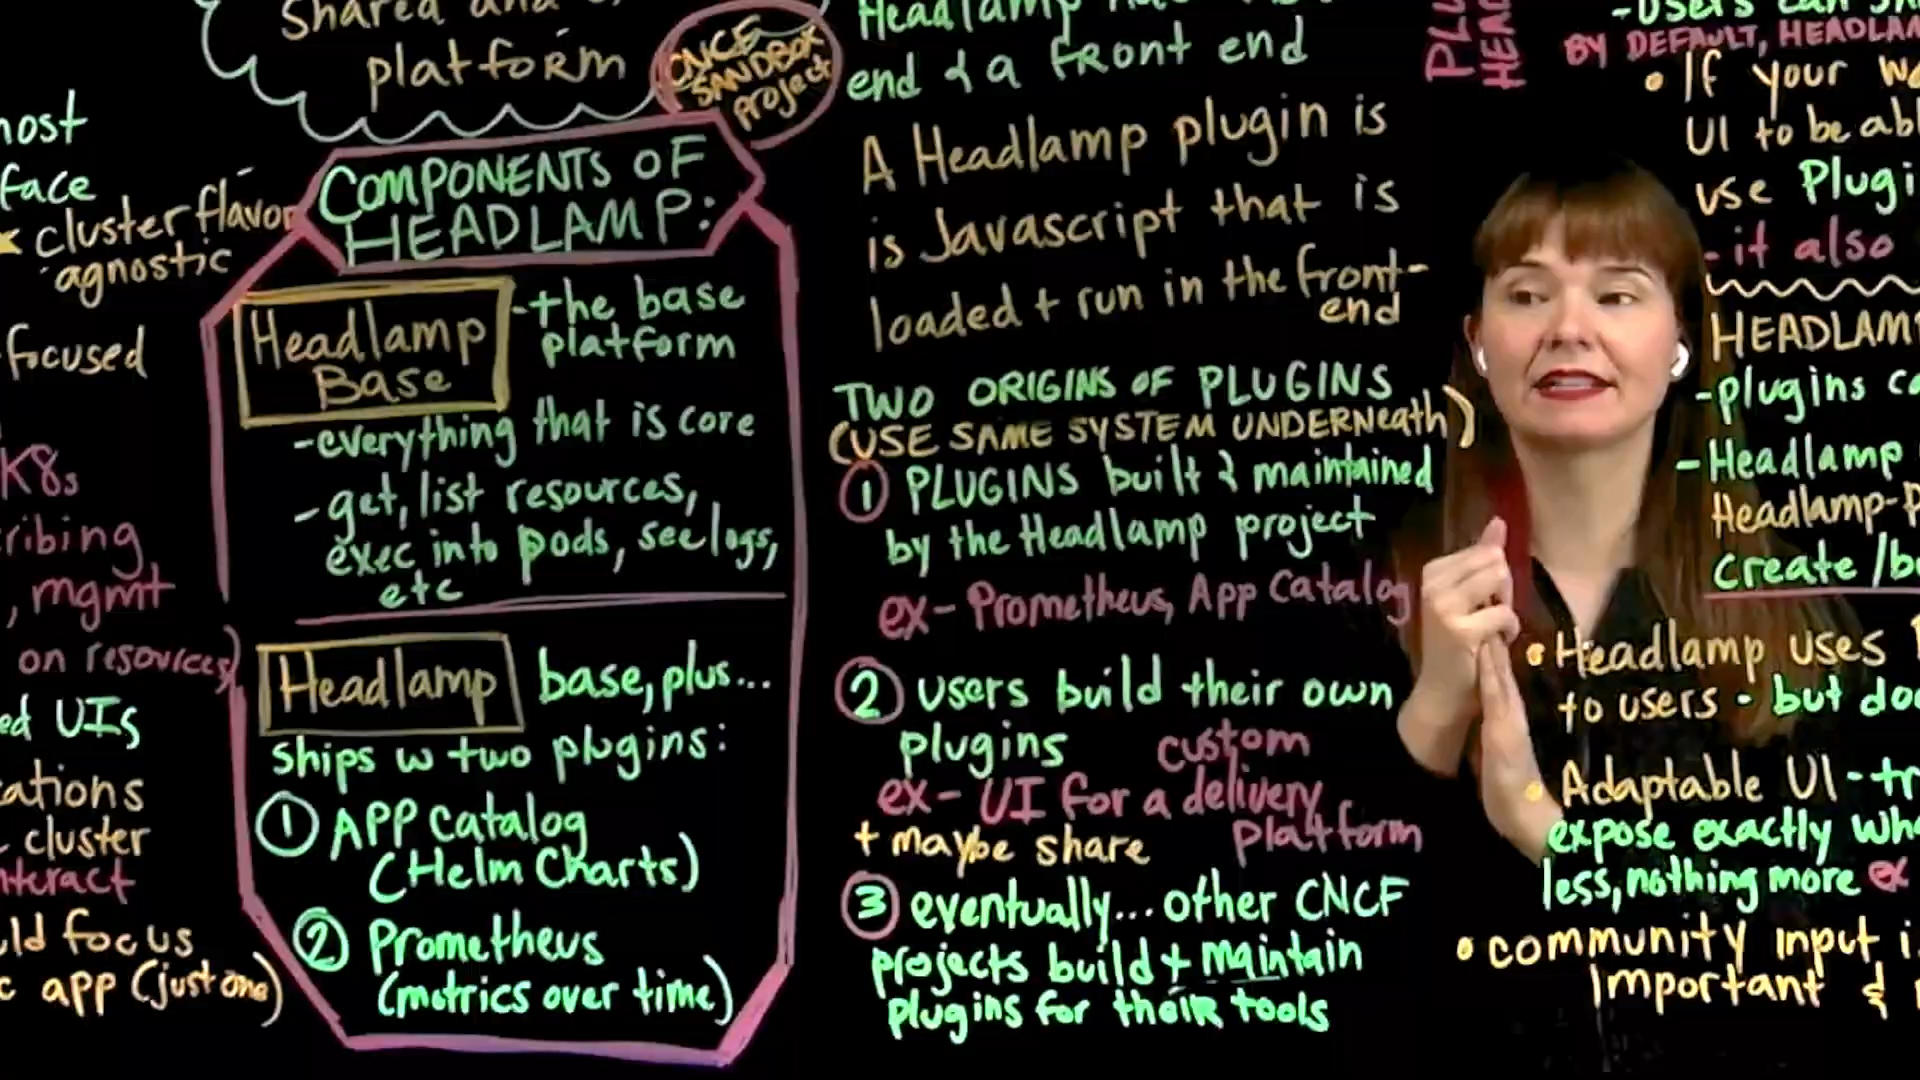 shared and
platform
CNCF
SANDBOX
project
most
face
cluster flavor
agnostic
focused
K8s
mgmt
on resources)
UIs
cluster
focus
app (just one)
COMPONENTS OF
HEADLAMP:
Headlamp
Base
-the base
platform
-everything that is core
-get, list resources,
exec into pods, see logs,
etc
Headlamp
base, plus...
ships w two plugins:
① APP Catalog
(Helm Charts)
② Prometheus
(metrics over time)
Headlamp
end & a front end
A Headlamp plugin is
is Javascript that is
loaded + run in the front-
end
TWO ORIGINS OF PLUGINS
(USE SAME SYSTEM UNDERNEATH)
① PLUGINS built & maintained
by the Headlamp project
ex- Prometheus, App Catalog
② users build their own
plugins
custom
ex- UI for a delivery
platform
+ maybe share
③ eventually... other CNCF
projects build + maintain
plugins for their tools
-Users can
BY DEFAULT, HEADLAM
• If your
UI to be abl
use Plugi
- it also
HEADLAM
-plugins
- Headlamp
Headlamp-P
create /b
• Headlamp uses
to users - but do
• Adaptable UI - tr
expose exactly wh
less, nothing more ex
• community input i
Important &